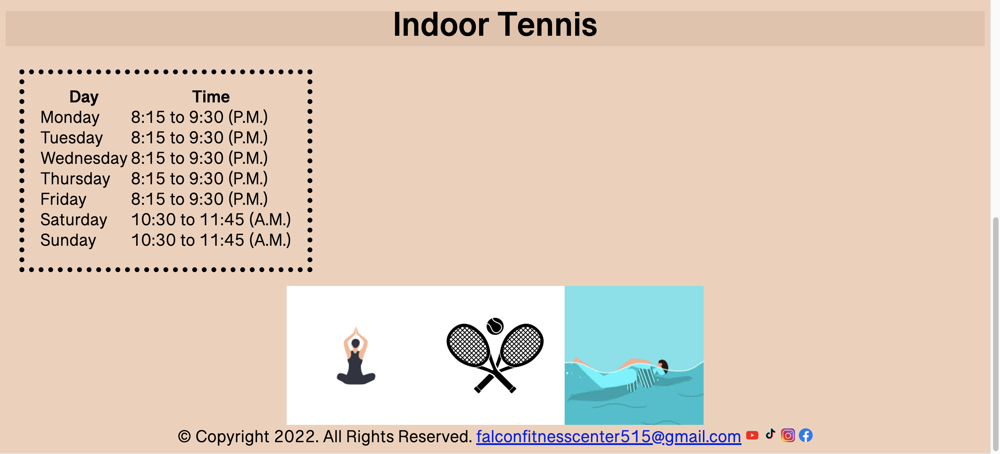 Indoor Tennis
Day Time
Monday 8:15 to 9:30 (P.M.)
Tuesday 8:15 to 9:30 (P.M.)
Wednesday 8:15 to 9:30 (P.M.)
Thursday 8:15 to 9:30 (P.M.)
Friday 8:15 to 9:30 (P.M.)
Saturday 10:30 to 11:45 (A.M.)
Sunday 10:30 to 11:45 (A.M.)
© Copyright 2022. All Rights Reserved. falconfitnesscenter515@gmail.com